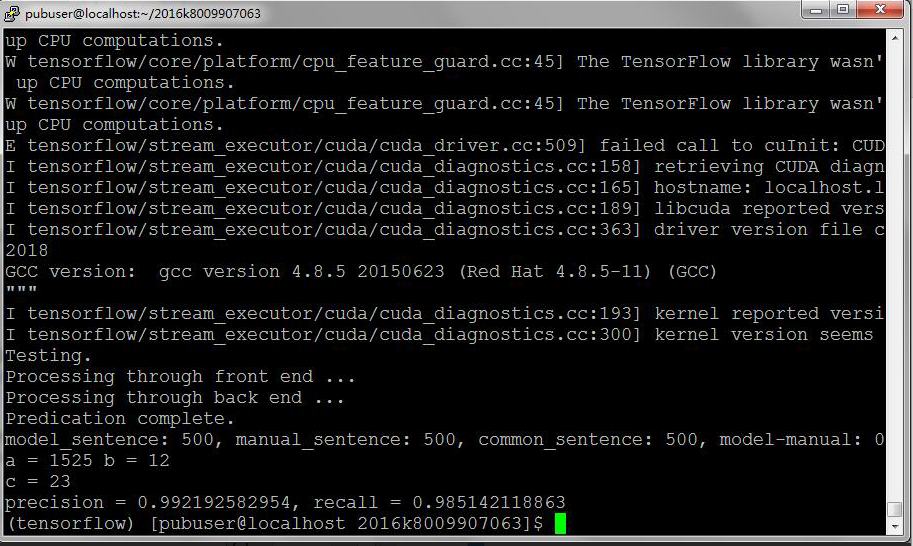 pubuser@localhost:~/2016k8009907063
up CPU computations.
W tensorflow/core/platform/cpu_feature_guard.cc:45] The TensorFlow library wasn'
up CPU computations.
W tensorflow/core/platform/cpu_feature_guard.cc:45] The TensorFlow library wasn'
up CPU computations.
E tensorflow/stream_executor/cuda/cuda_driver.cc:509] failed call to cuInit: CUD
I tensorflow/stream_executor/cuda/cuda_diagnostics.cc:158] retrieving CUDA diagn
I tensorflow/stream_executor/cuda/cuda_diagnostics.cc:165] hostname: localhost.l
I tensorflow/stream_executor/cuda/cuda_diagnostics.cc:189] libcuda reported vers
I tensorflow/stream_executor/cuda/cuda_diagnostics.cc:363] driver version file c
2018
GCC version:  gcc version 4.8.5 20150623 (Red Hat 4.8.5-11) (GCC)
"""
I tensorflow/stream_executor/cuda/cuda_diagnostics.cc:193] kernel reported versi
I tensorflow/stream_executor/cuda/cuda_diagnostics.cc:300] kernel version seems
Testing.
Processing through front end ...
Processing through back end ...
Predication complete.
model_sentence: 500, manual_sentence: 500, common_sentence: 500, model-manual: 0
a = 1525 b = 12
c = 23
precision = 0.992192582954, recall = 0.985142118863
(tensorflow) [pubuser@localhost 2016k8009907063]$